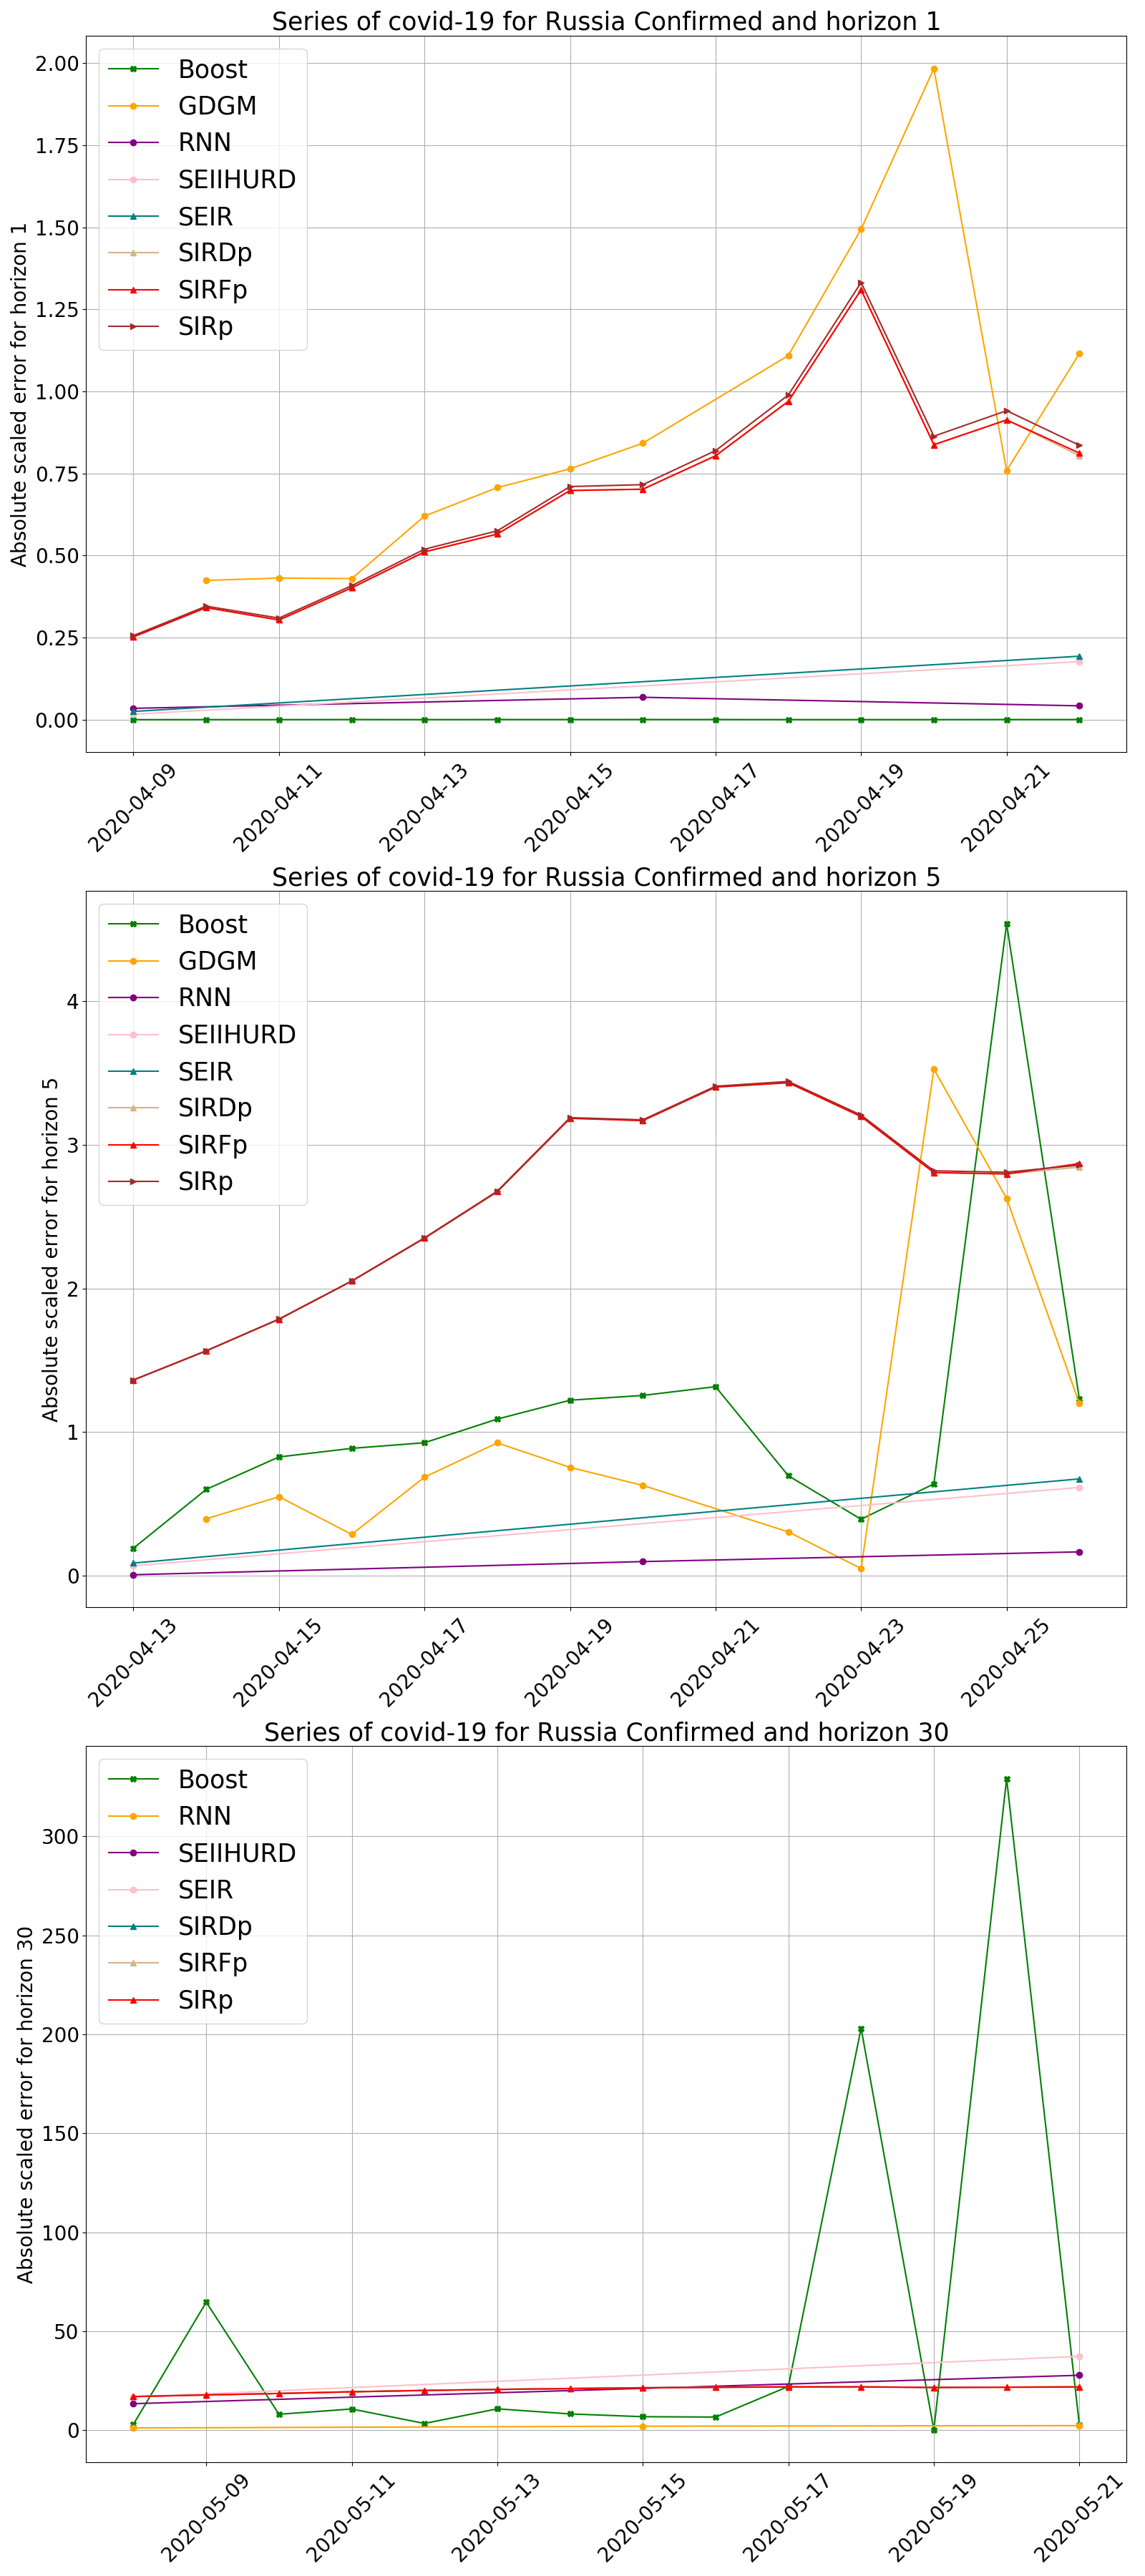 Series of covid-19 for Russia Confirmed and horizon 1
Absolute scaled error for horizon 1
2.00
1.75
1.50
1.25
1.00
0.75
0.50
0.25
0.00
Boost
GDGM
RNN
SEIIHURD
SEIR
SIRDp
SIRFp
SIRp
2020-04-09
2020-04-11
2020-04-13
2020-04-15
2020-04-17
2020-04-19
2020-04-21
Series of covid-19 for Russia Confirmed and horizon 5
Absolute scaled error for horizon 5
4
3
2
1
0
Boost
GDGM
RNN
SEIIHURD
SEIR
SIRDp
SIRFp
SIRp
2020-04-13
2020-04-15
2020-04-17
2020-04-19
2020-04-21
2020-04-23
2020-04-25
Series of covid-19 for Russia Confirmed and horizon 30
Absolute scaled error for horizon 30
300
250
200
150
100
50
0
Boost
RNN
SEIIHURD
SEIR
SIRDp
SIRFp
SIRp
2020-05-09
2020-05-11
2020-05-13
2020-05-15
2020-05-17
2020-05-19
2020-05-21